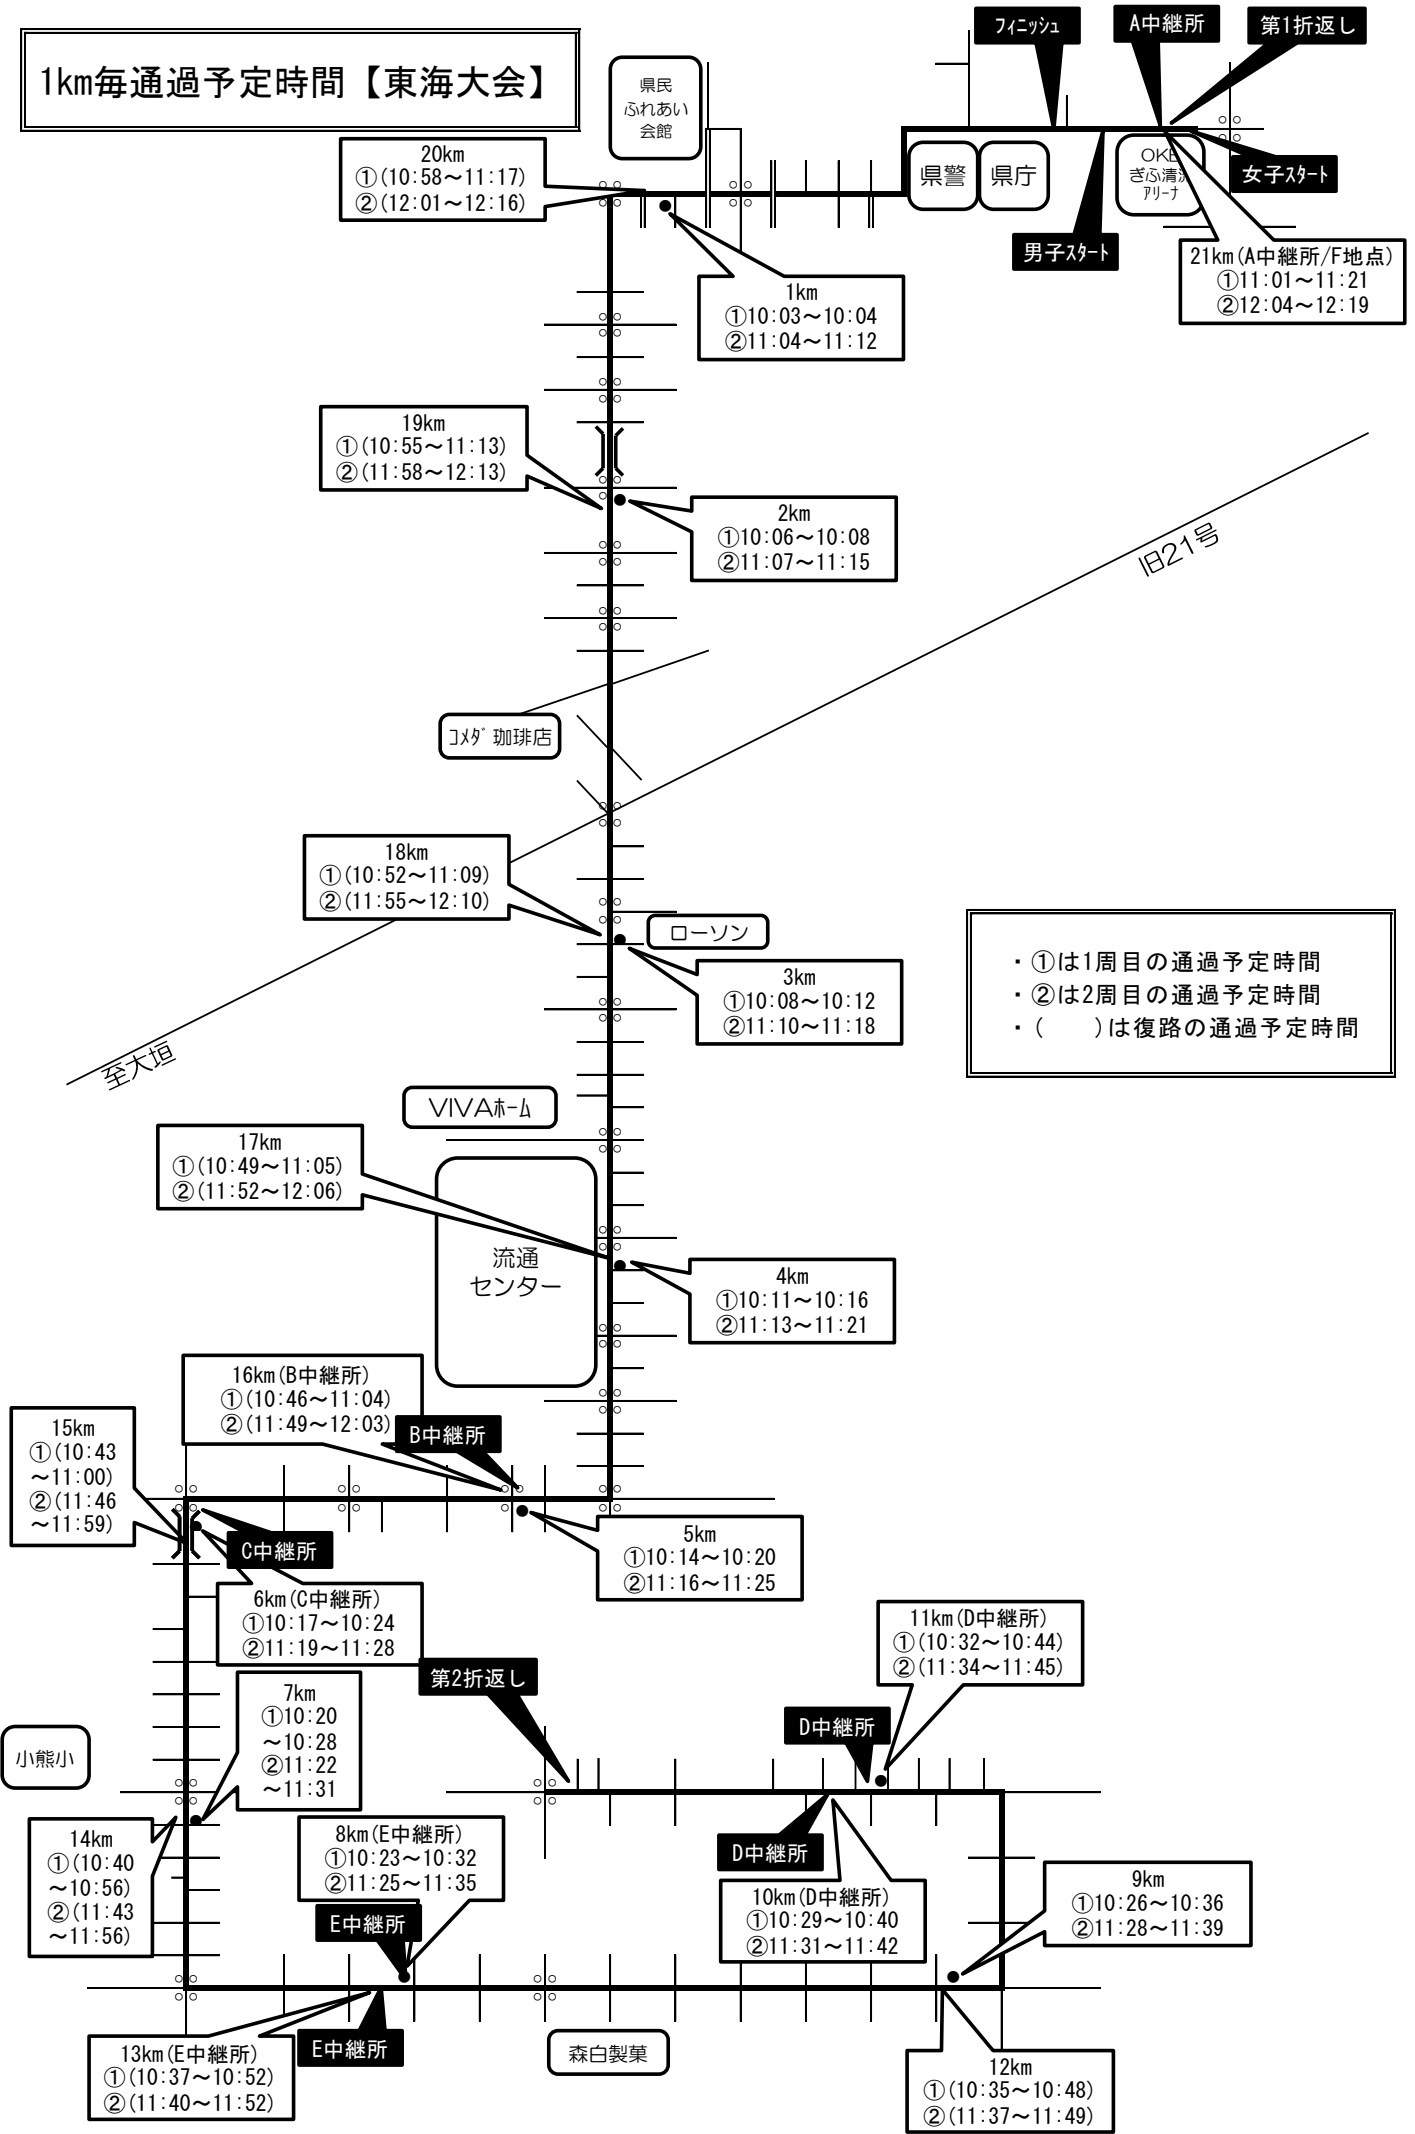 1km毎通過予定時間【東海大会】
フィニッシュ
A中継所
第1折返し
県民
ふれあい
会館
県警
県庁
ぎふ清流
アリーナ
女子スタート
男子スタート
20km
①(10:58～11:17)
②(12:01～12:16)
21km(A中継所/F地点)
①11:01～11:21
②12:04～12:19
1km
①10:03～10:04
②11:04～11:12
19km
①(10:55～11:13)
②(11:58～12:13)
2km
①10:06～10:08
②11:07～11:15
旧21号
コメダ珈琲店
18km
①(10:52～11:09)
②(11:55～12:10)
ローソン
3km
①10:08～10:12
②11:10～11:18
・①は1周目の通過予定時間
・②は2周目の通過予定時間
・(　　)は復路の通過予定時間
至大垣
VIVAホーム
17km
①(10:49～11:05)
②(11:52～12:06)
流通
センター
4km
①10:11～10:16
②11:13～11:21
16km(B中継所)
①(10:46～11:04)
②(11:49～12:03)
B中継所
15km
①(10:43
～11:00)
②(11:46
～11:59)
C中継所
5km
①10:14～10:20
②11:16～11:25
6km(C中継所)
①10:17～10:24
②11:19～11:28
11km(D中継所)
①(10:32～10:44)
②(11:34～11:45)
第2折返し
7km
①10:20
～10:28
②11:22
～11:31
D中継所
小熊小
14km
①(10:40
～10:56)
②(11:43
～11:56)
8km(E中継所)
①10:23～10:32
②11:25～11:35
E中継所
D中継所
10km(D中継所)
①10:29～10:40
②11:31～11:42
9km
①10:26～10:36
②11:28～11:39
13km(E中継所)
①(10:37～10:52)
②(11:40～11:52)
E中継所
森白製菓
12km
①(10:35～10:48)
②(11:37～11:49)